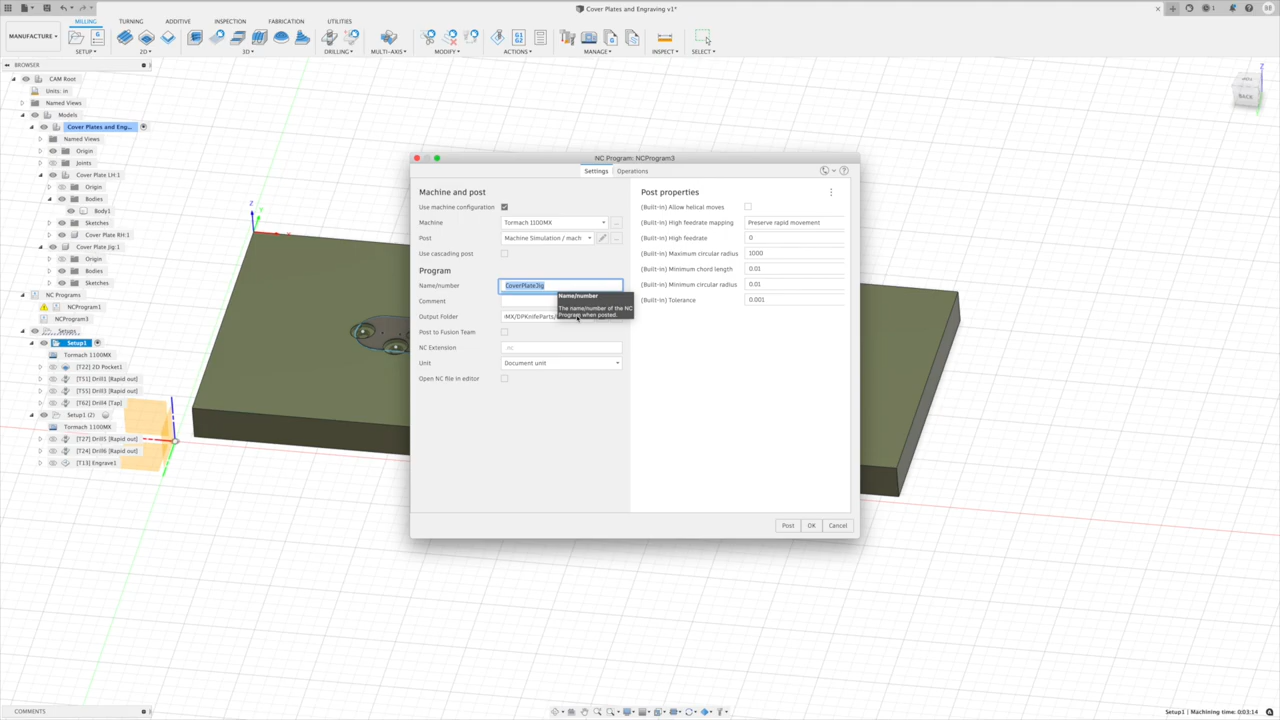 Cover Plates and Engraving v1*
1
BB
MANUFACTURE
MILLING
TURNING
ADDITIVE
INSPECTION
FABRICATION
UTILITIES
G
G1
G2
SETUP
2D
3D
DRILLING
MULTI-AXIS
MODIFY
ACTIONS
MANAGE
INSPECT
SELECT
BROWSER
CAM Root
Units: in
Named Views
Models
Cover Plates and Eng...
Named Views
Origin
Joints
Cover Plate LH:1
Origin
Bodies
Body1
Sketches
Cover Plate RH:1
Cover Plate Jig:1
Origin
Bodies
Sketches
NC Programs
NCProgram1
NCProgram3
Setups
Setup1
Tormach 1100MX
[T22] 2D Pocket1
[T51] Drill1 [Rapid out]
[T55] Drill3 [Rapid out]
[T62] Drill4 [Tap]
Setup1 (2)
Tormach 1100MX
[T27] Drill5 [Rapid out]
[T24] Drill6 [Rapid out]
[T13] Engrave1
Z
Y
X
Z
BACK
NC Program: NCProgram3
Settings
Operations
Machine and post
Use machine configuration
Machine
Tormach 1100MX
...
Post
Machine Simulation / mach
...
Use cascading post
Program
Name/number
CoverPlateJig
Comment
Output Folder
MX/DPKnifeParts/
Post to Fusion Team
NC Extension
.nc
Unit
Document unit
Open NC file in editor
Name/number
The name/number of the NC
Program when posted.
Post properties
(Built-in) Allow helical moves
(Built-in) High feedrate mapping
Preserve rapid movement
(Built-in) High feedrate
0
(Built-in) Maximum circular radius
1000
(Built-in) Minimum chord length
0.01
(Built-in) Minimum circular radius
0.01
(Built-in) Tolerance
0.001
Post
OK
Cancel
COMMENTS
Setup1 | Machining time: 0:03:14